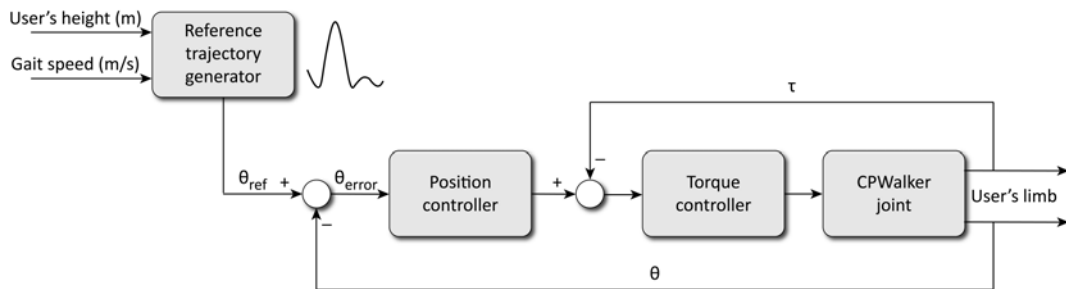 User's height (m)
Gait speed (m/s)
Reference
trajectory
generator
τ
θref + θerror
Position
controller
+
−
Torque
controller
CPWalker
joint
User's limb
−
θ